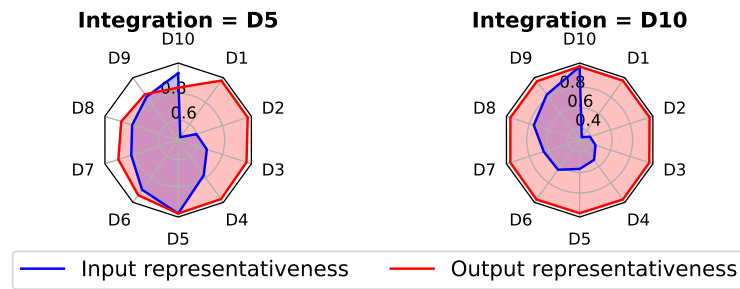 Integration = D5
D10
D9
D1
0.8
D8
D2
0.6
D7
D3
D6
D4
D5
Integration = D10
D10
D9
D1
0.8
D8
0.6
D2
0.4
D7
D3
D6
D4
D5
Input representativeness
Output representativeness